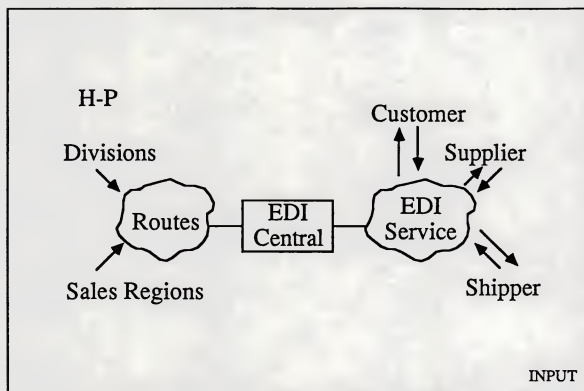 H-P
Customer
Divisions
Supplier
Routes
EDI
Central
EDI
Service
Sales Regions
Shipper
INPUT